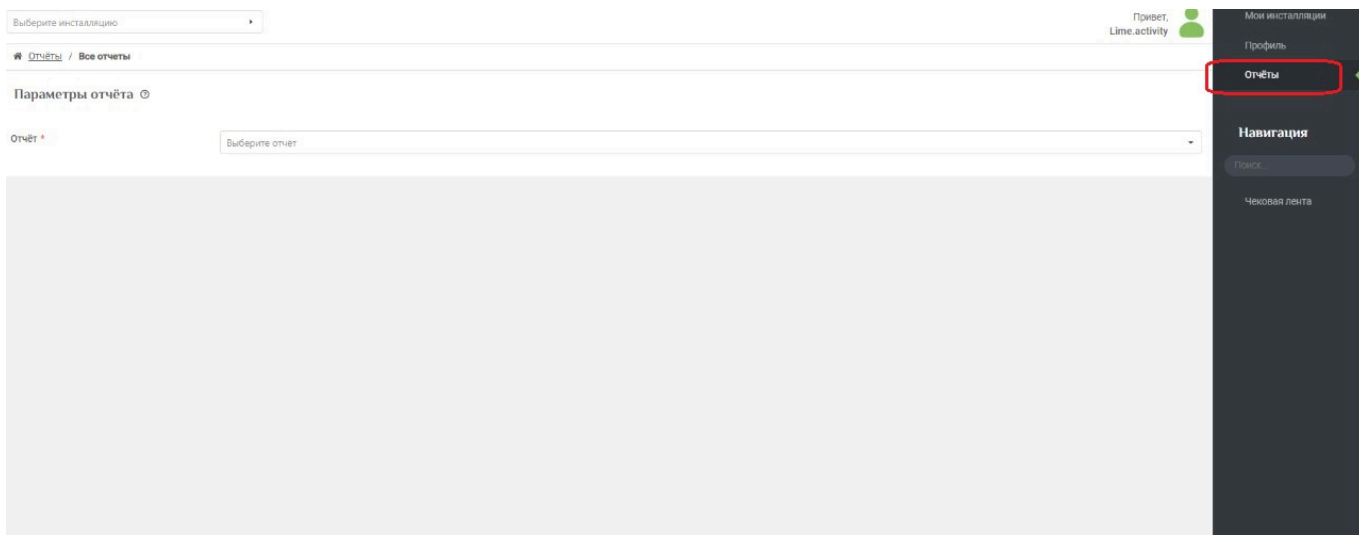 Выберите инсталляцию
Привет,
Lime.activity
Отчёты / Все отчеты
Параметры отчёта
Отчёт *
Выберите отчет
Мои инсталляции
Профиль
Отчёты
Навигация
Поиск...
Чековая лента